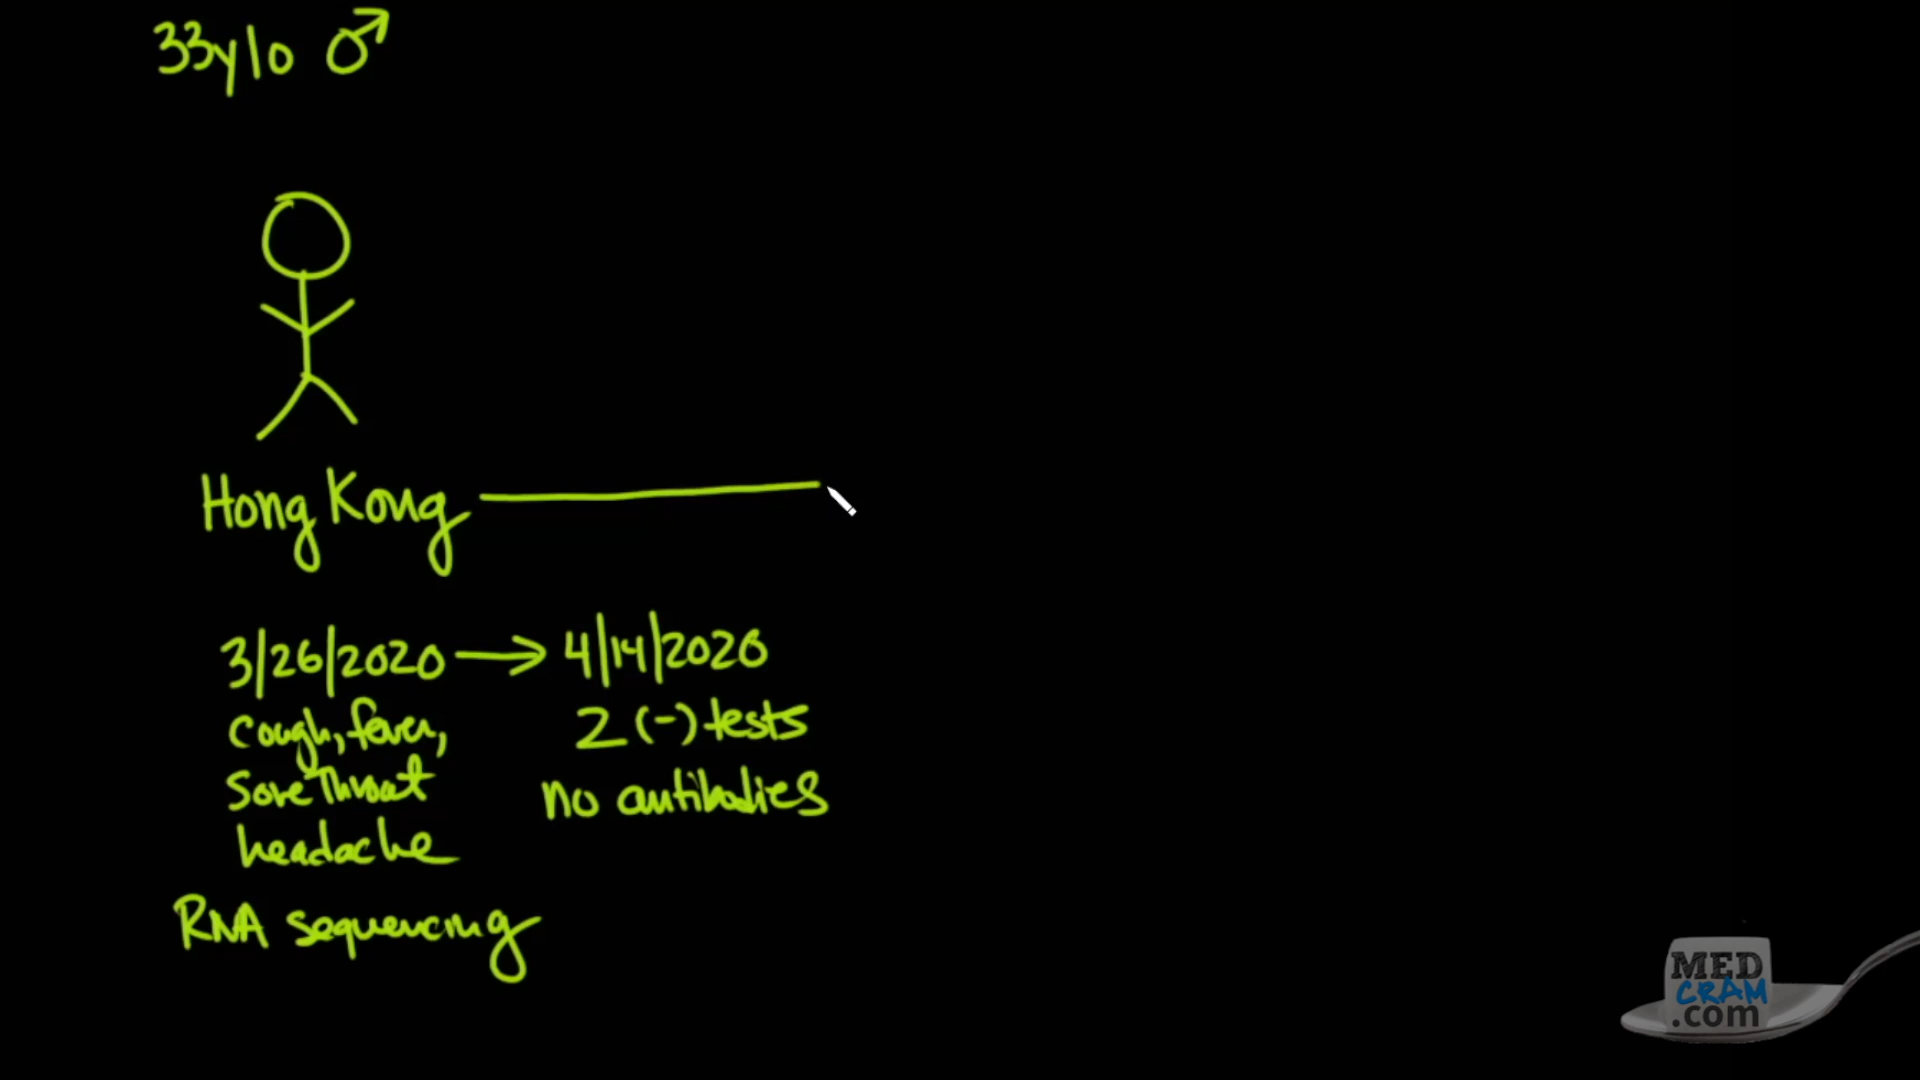 33y/o ♂
Hong Kong
3/26/2020 → 4/14/2020
cough, fever,
sore throat
headache
2 (-) tests
no antibodies
RNA sequencing
MED
CRAM
.com